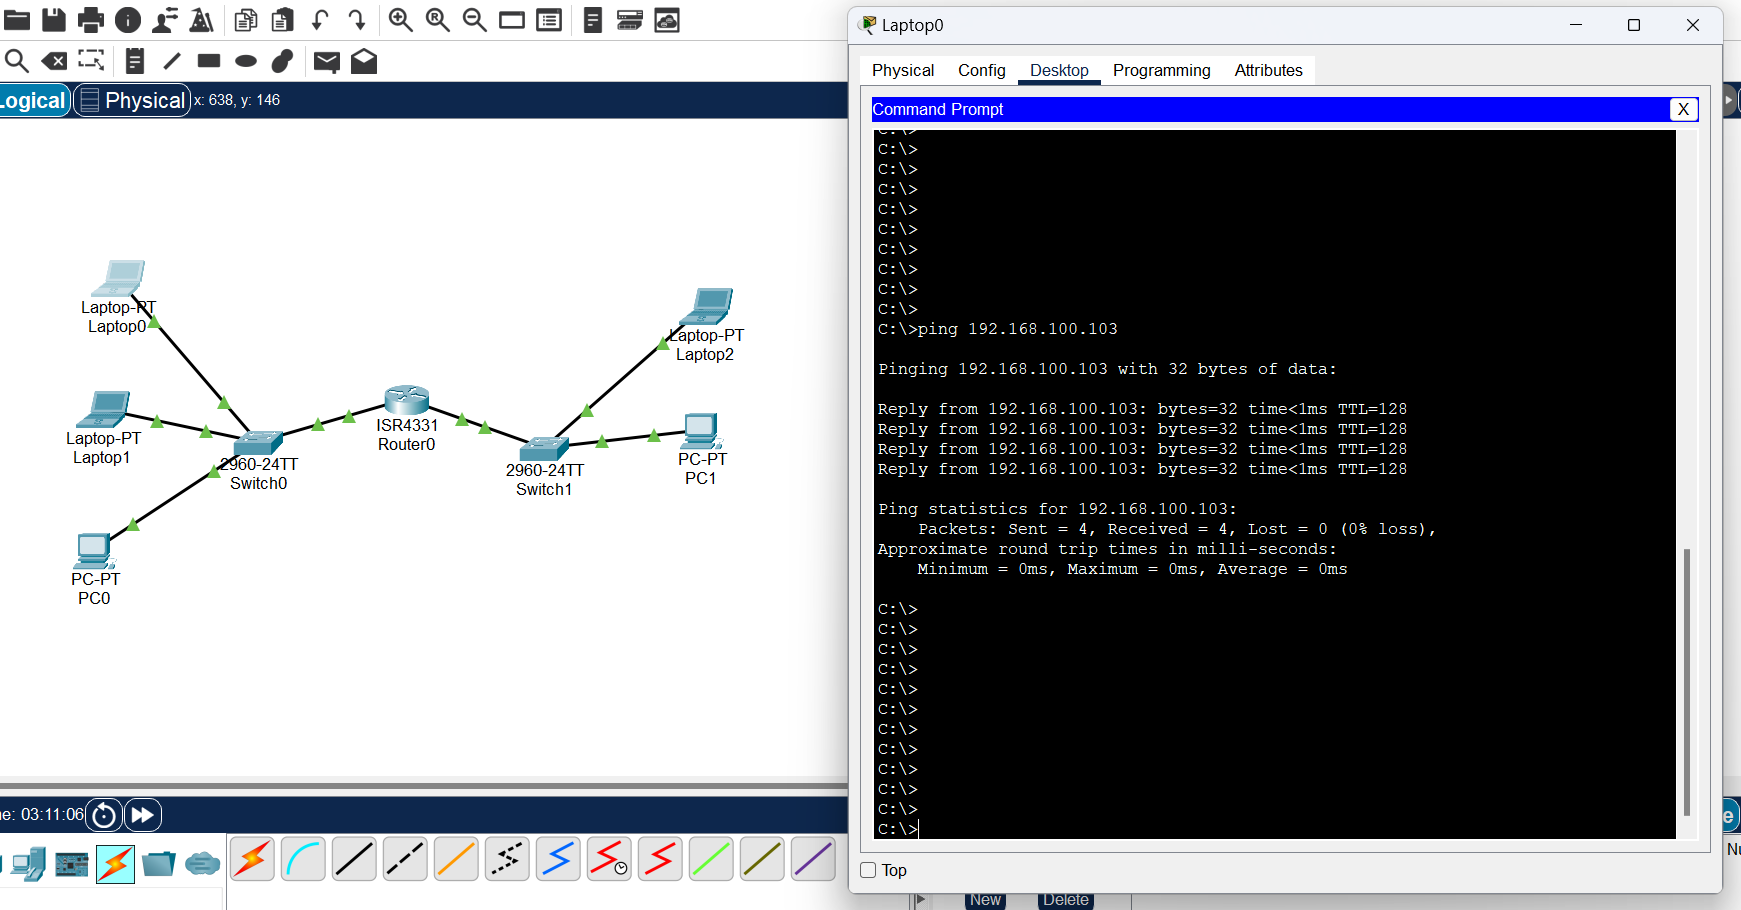 Logical
Physical
x: 638, y: 146
Laptop-PT
Laptop0
Laptop-PT
Laptop1
PC-PT
PC0
2960-24TT
Switch0
ISR4331
Router0
2960-24TT
Switch1
Laptop-PT
Laptop2
PC-PT
PC1
e: 03:11:06
Laptop0
Physical Config Desktop Programming Attributes
Command Prompt
X
C:\>
C:\>
C:\>
C:\>
C:\>
C:\>
C:\>
C:\>
C:\>
C:\>
C:\>ping 192.168.100.103
Pinging 192.168.100.103 with 32 bytes of data:
Reply from 192.168.100.103: bytes=32 time<1ms TTL=128
Reply from 192.168.100.103: bytes=32 time<1ms TTL=128
Reply from 192.168.100.103: bytes=32 time<1ms TTL=128
Reply from 192.168.100.103: bytes=32 time<1ms TTL=128
Ping statistics for 192.168.100.103:
Packets: Sent = 4, Received = 4, Lost = 0 (0% loss),
Approximate round trip times in milli-seconds:
Minimum = 0ms, Maximum = 0ms, Average = 0ms
C:\>
C:\>
C:\>
C:\>
C:\>
C:\>
C:\>
C:\>
C:\>
C:\>
C:\>
C:\>
Top
New Delete